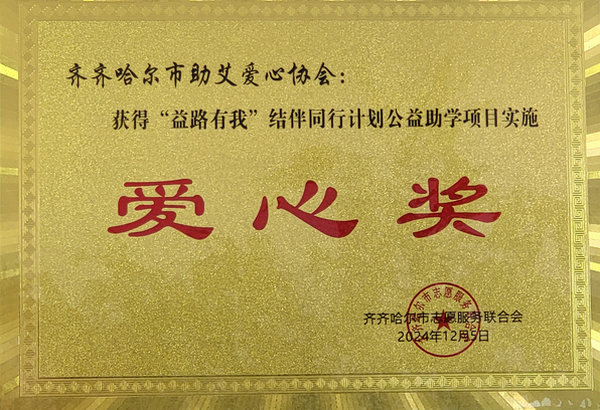 齐齐哈尔市助艾爱心协会：
获得“益路有我”结伴同行计划公益助学项目实施
爱心奖
齐齐哈尔市志愿服务联合会
2024年12月5日